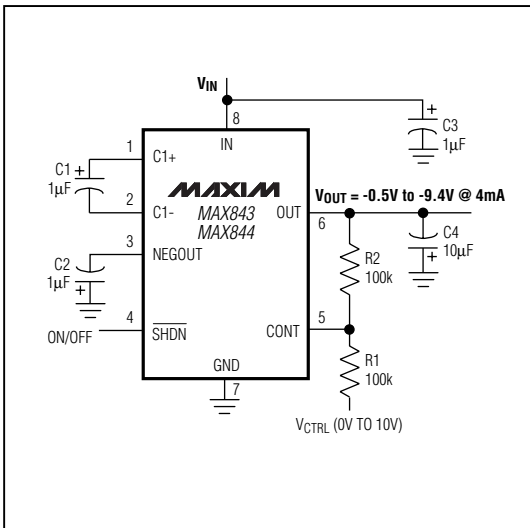 VIN
8
IN
+
C3
1µF
1
C1+
C1
+
1µF
2
C1-
MAXIM
MAX843
MAX844
VOUT = -0.5V to -9.4V @ 4mA
OUT
6
C4
10µF
+
3
NEGOUT
C2
1µF
+
R2
100k
4
SHDN
ON/OFF
5
CONT
R1
100k
GND
7
VCTRL (0V TO 10V)